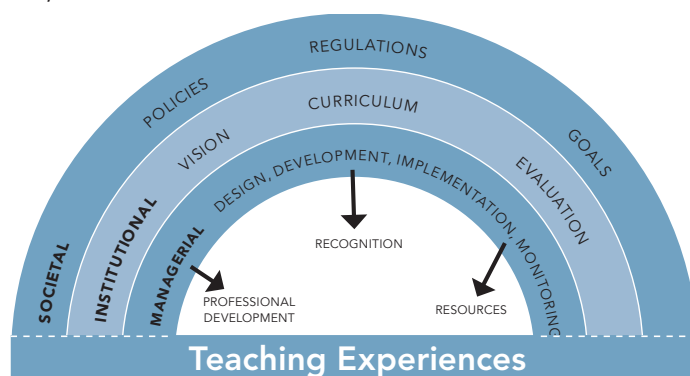 REGULATIONS
POLICIES
GOALS
SOCIETAL
CURRICULUM
VISION
EVALUATION
INSTITUTIONAL
DESIGN, DEVELOPMENT, IMPLEMENTATION, MONITORING
MANAGERIAL
RECOGNITION
PROFESSIONAL
DEVELOPMENT
RESOURCES
Teaching Experiences